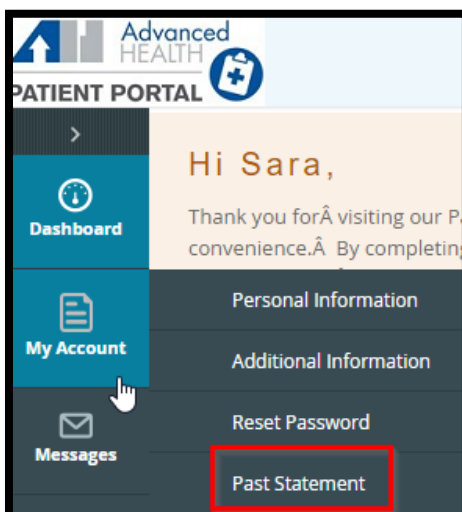 Advanced
HEALTH
PATIENT PORTAL
>
Hi Sara,
Dashboard
Thank you forÂ visiting our
convenience.Â By completing
My Account
Personal Information
Additional Information
Reset Password
Messages
Past Statement